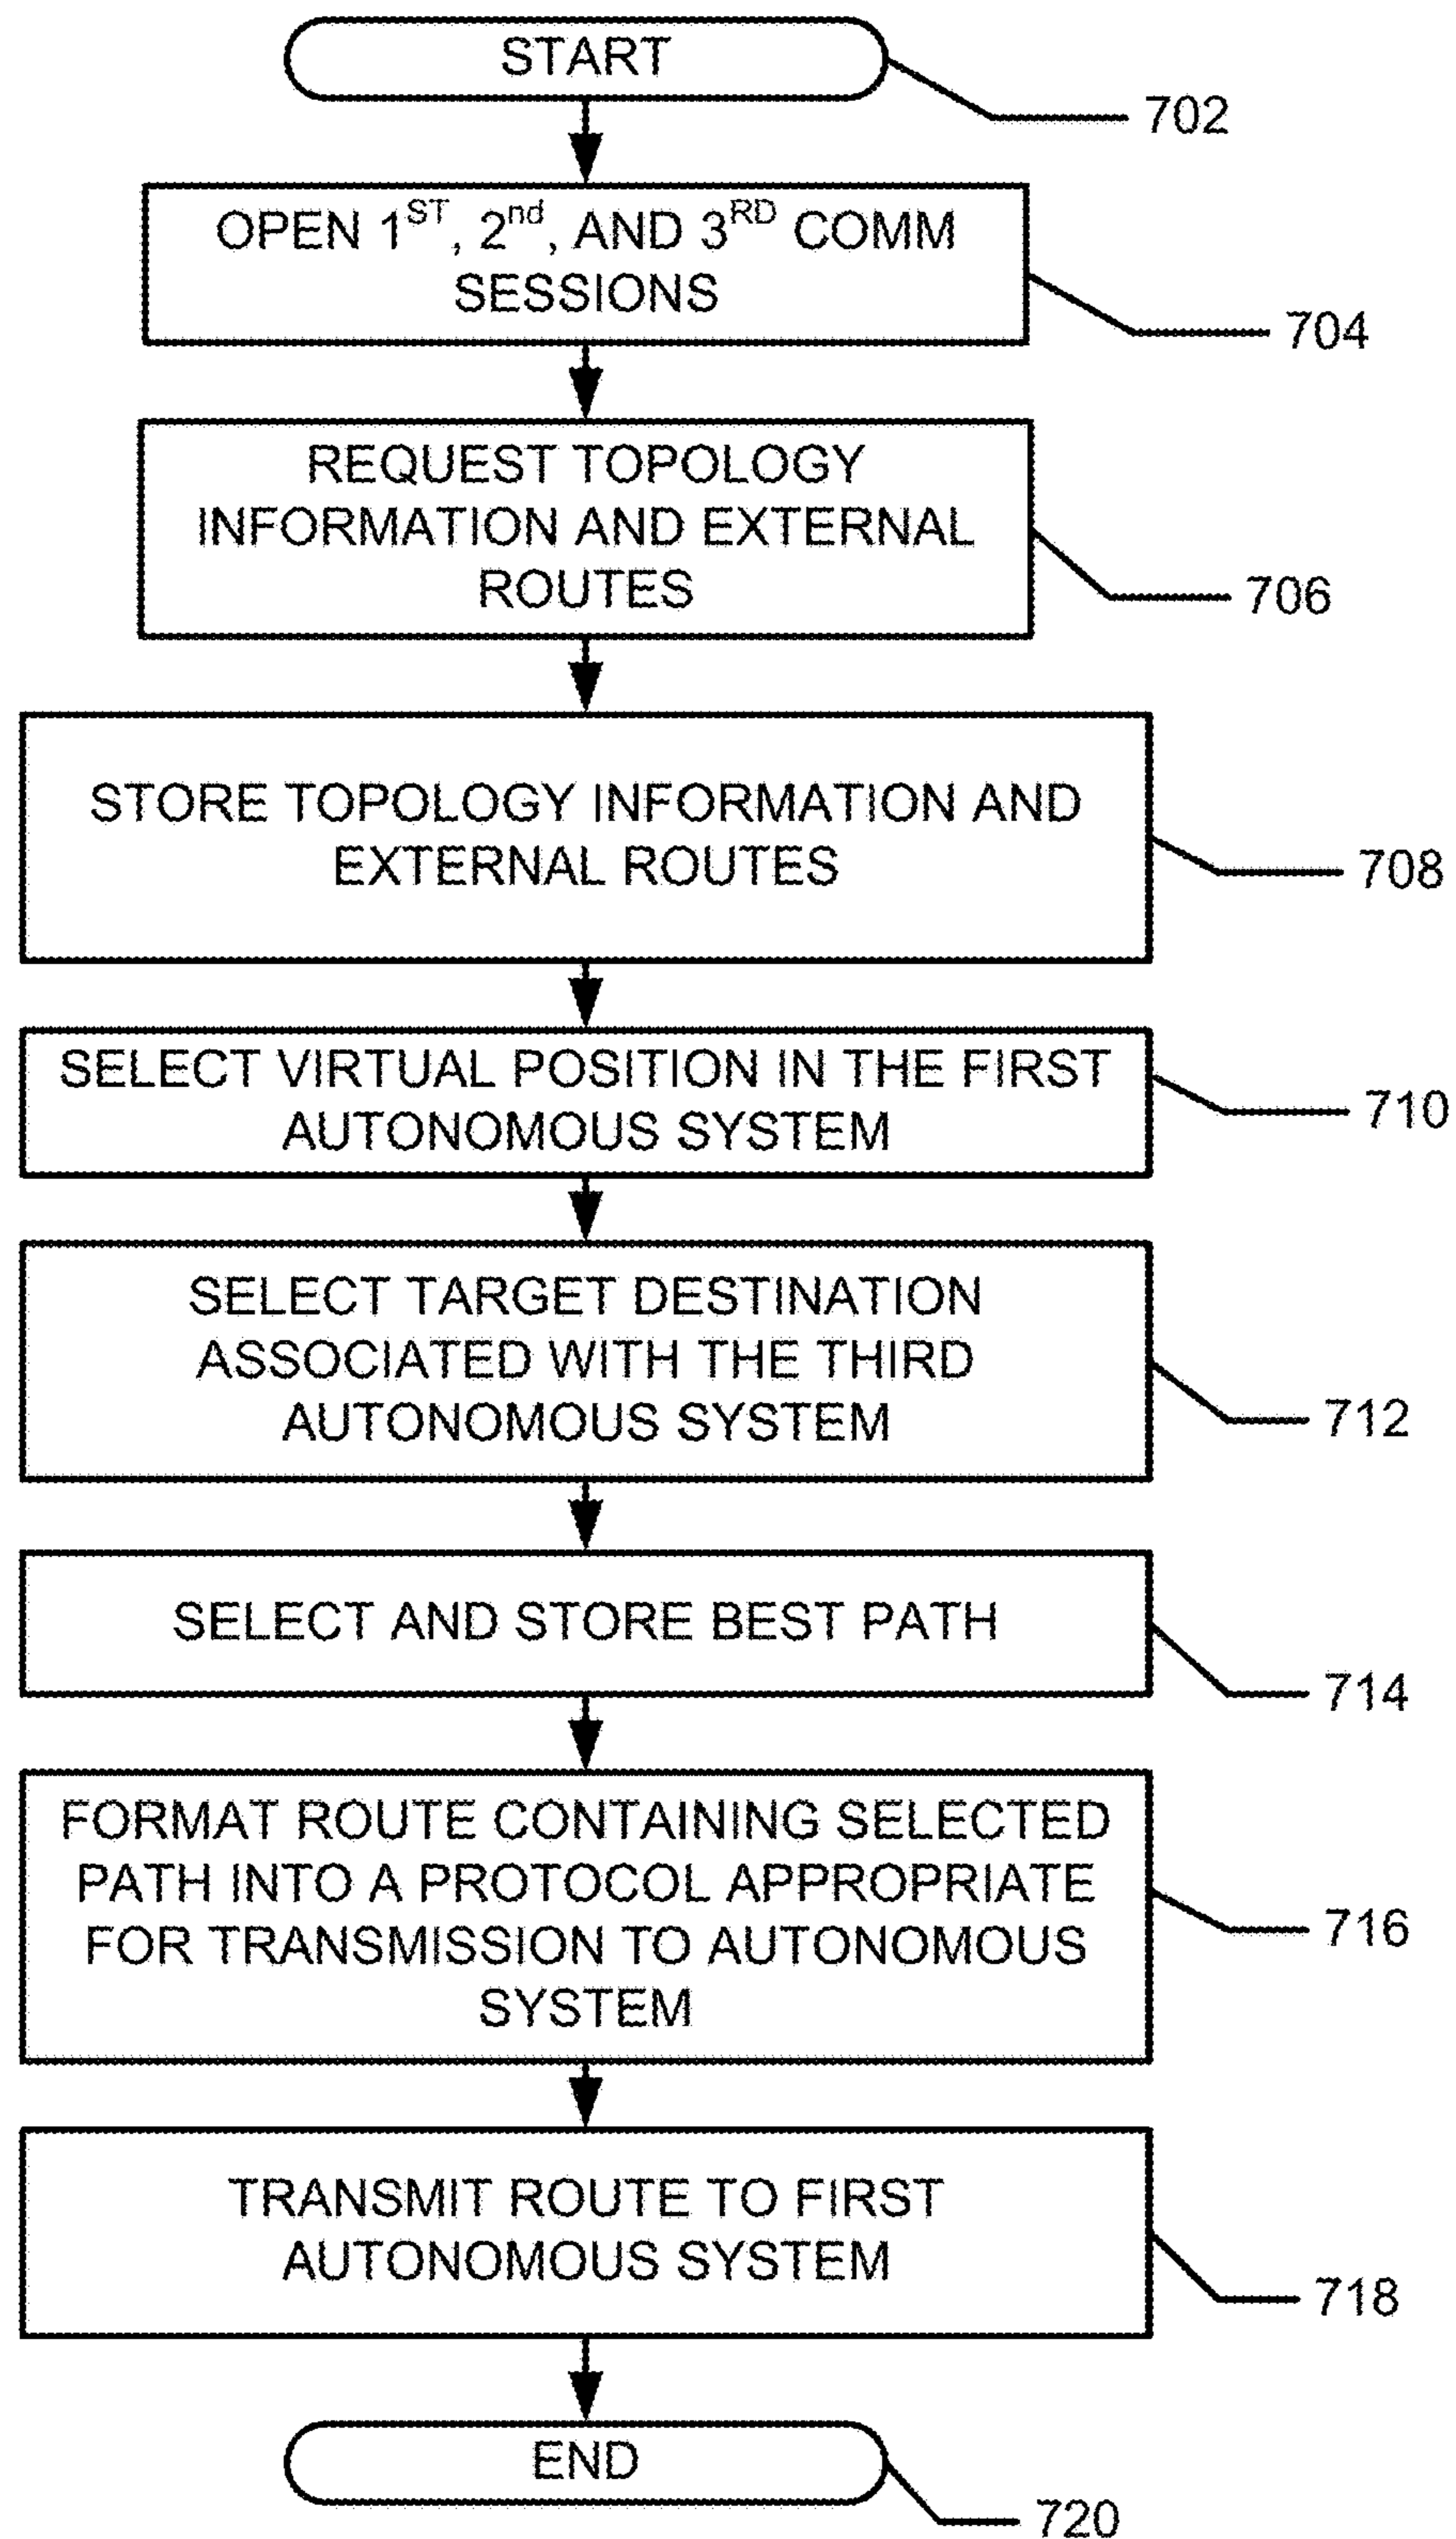 START
702
OPEN 1ST, 2nd, AND 3RD COMM
SESSIONS
704
REQUEST TOPOLOGY
INFORMATION AND EXTERNAL
ROUTES
706
STORE TOPOLOGY INFORMATION AND
EXTERNAL ROUTES
708
SELECT VIRTUAL POSITION IN THE FIRST
AUTONOMOUS SYSTEM
710
SELECT TARGET DESTINATION
ASSOCIATED WITH THE THIRD
AUTONOMOUS SYSTEM
712
SELECT AND STORE BEST PATH
714
FORMAT ROUTE CONTAINING SELECTED
PATH INTO A PROTOCOL APPROPRIATE
FOR TRANSMISSION TO AUTONOMOUS
SYSTEM
716
TRANSMIT ROUTE TO FIRST
AUTONOMOUS SYSTEM
718
END
720